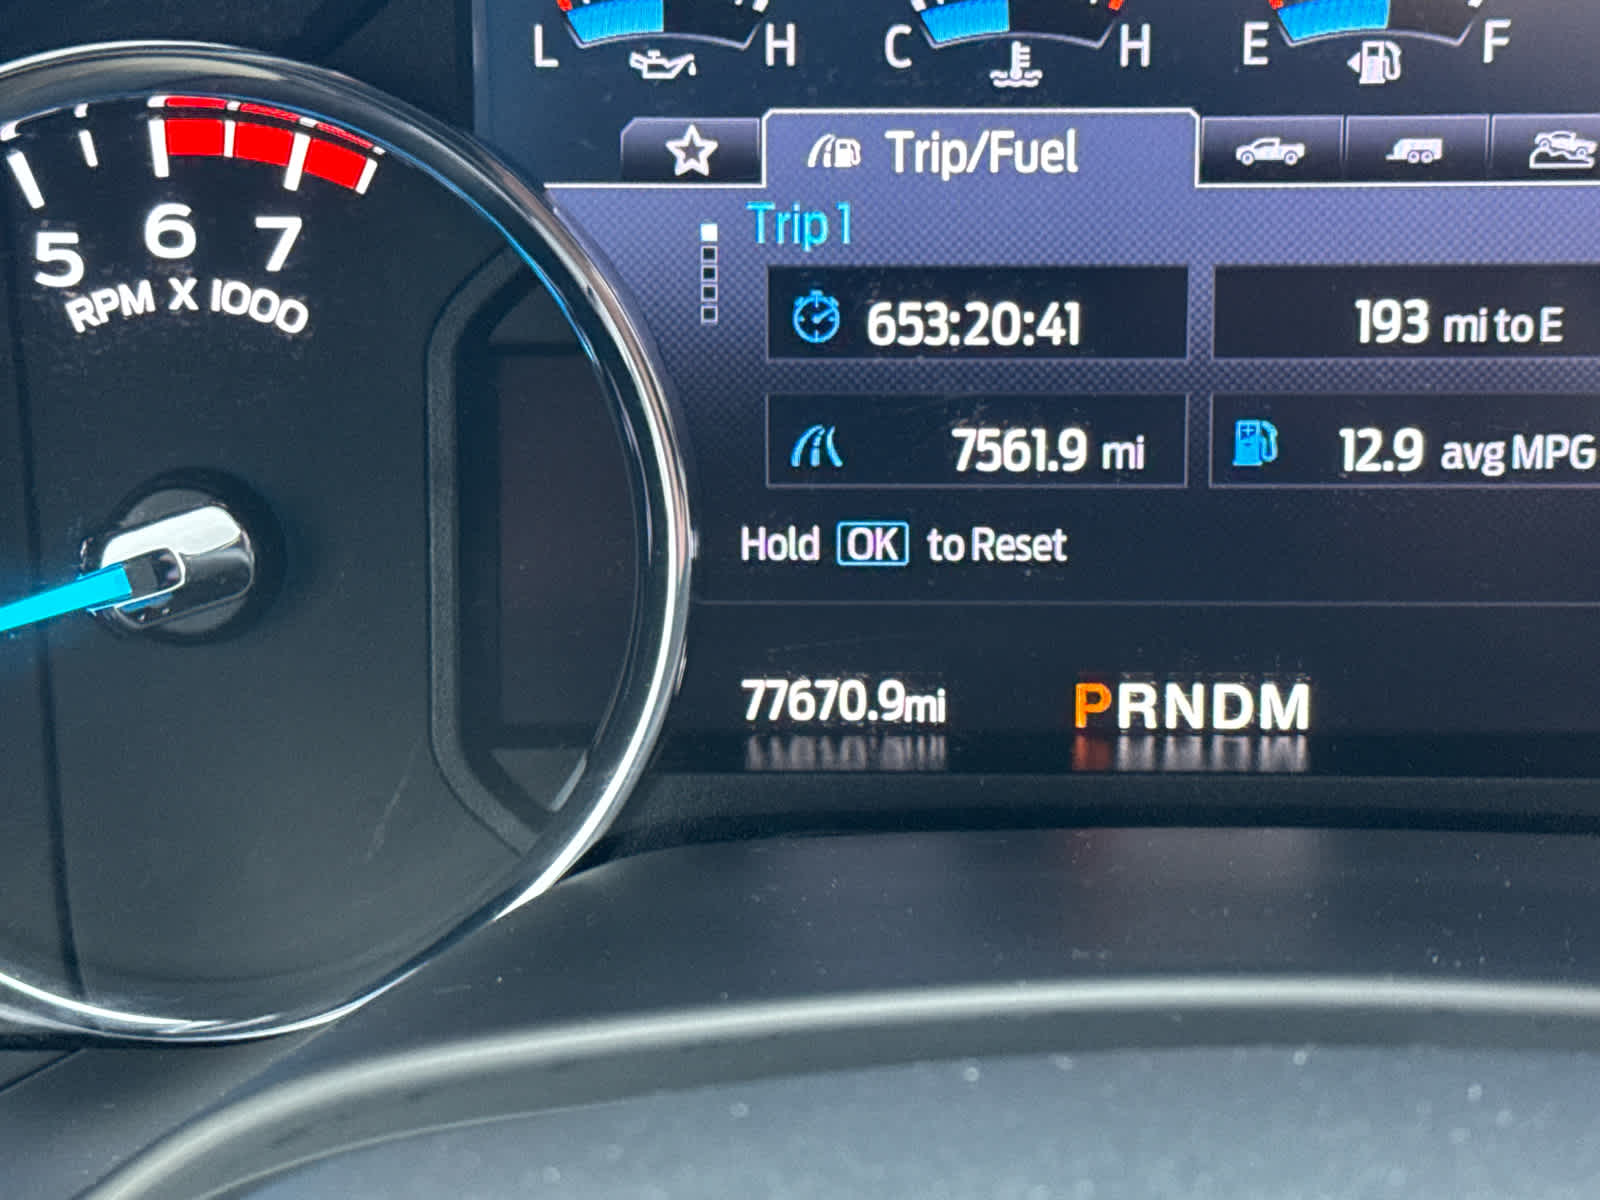 L H C H E F
Trip/Fuel
Trip 1
653:20:41
193 mi to E
7561.9 mi
12.9 avg MPG
Hold OK to Reset
77670.9mi
PRNDM
5 6 7
RPM X 1000